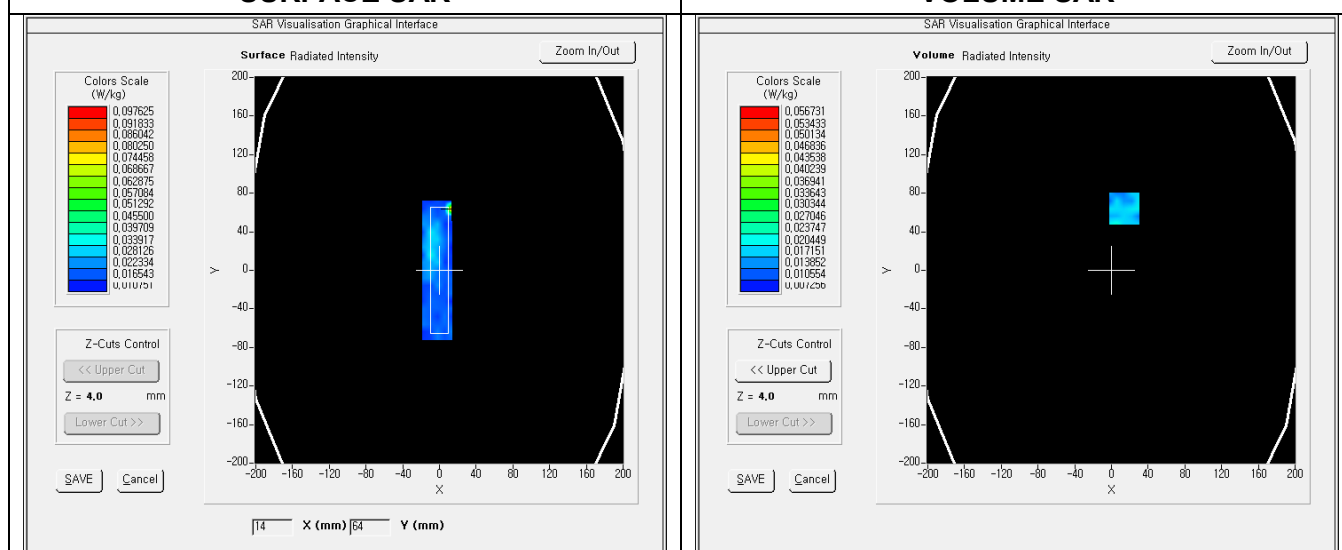 SURFACE SAR
VOLUME SAR
SAR Visualisation Graphical Interface
Surface Radiated Intensity
Zoom In/Out
Colors Scale
(W/kg)
0.097625
0.091833
0.086042
0.080250
0.074458
0.068667
0.062875
0.057084
0.051292
0.045500
0.039709
0.033917
0.028126
0.022334
0.016543
0.010751
200
160
120
80
40
0
-40
-80
-120
-160
-200
Y
-200 -160 -120 -80 -40 0 40 80 120 160 200
X
Z-Cuts Control
<< Upper Cut
Z = 4.0 mm
Lower Cut >>
SAVE Cancel
14 X (mm) 64 Y (mm)
SAR Visualisation Graphical Interface
Volume Radiated Intensity
Zoom In/Out
Colors Scale
(W/kg)
0.056731
0.053433
0.050134
0.046836
0.043538
0.040239
0.036941
0.033643
0.030344
0.027046
0.023747
0.020449
0.017151
0.013852
0.010554
0.007256
200
160
120
80
40
0
-40
-80
-120
-160
-200
Y
-200 -160 -120 -80 -40 0 40 80 120 160 200
X
Z-Cuts Control
<< Upper Cut
Z = 4.0 mm
Lower Cut >>
SAVE Cancel